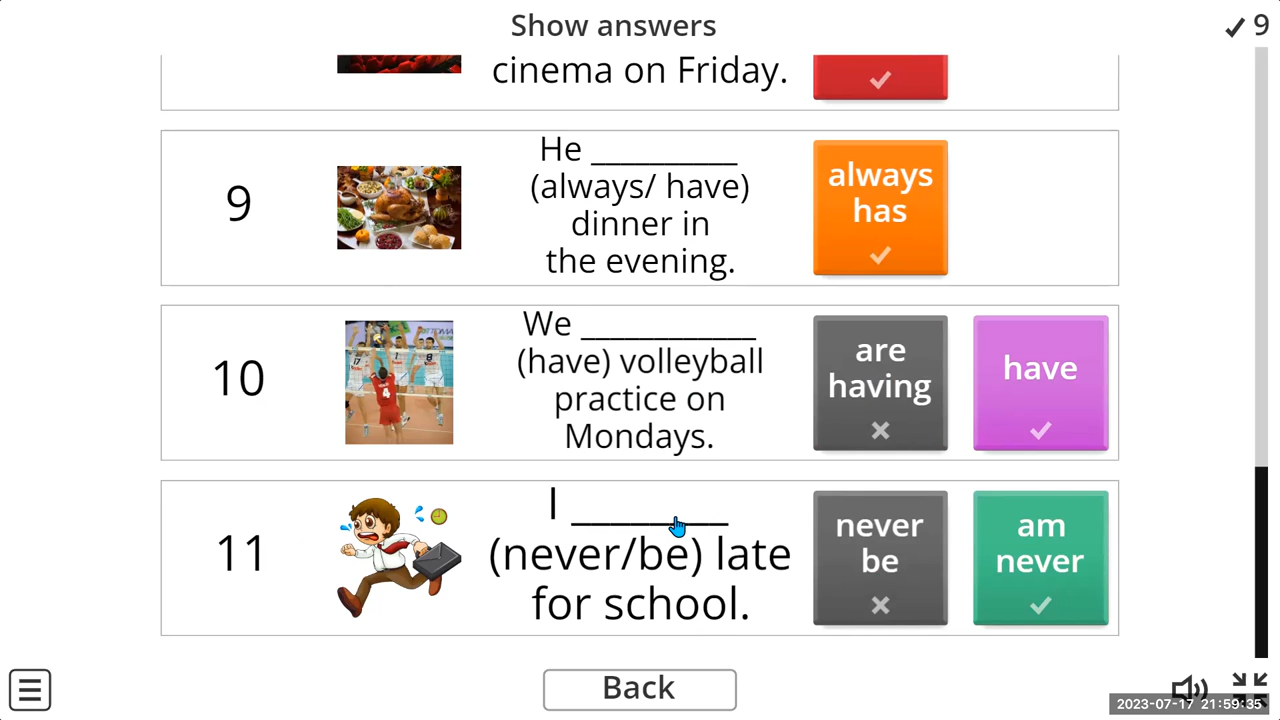 Show answers
9
cinema on Friday.
9
He __________
(always/ have)
dinner in
the evening.
always
has
10
We ____________
(have) volleyball
practice on
Mondays.
are
having
have
11
I ________
(never/be) late
for school.
never
be
am
never
Back
2023-07-17 21:59:35